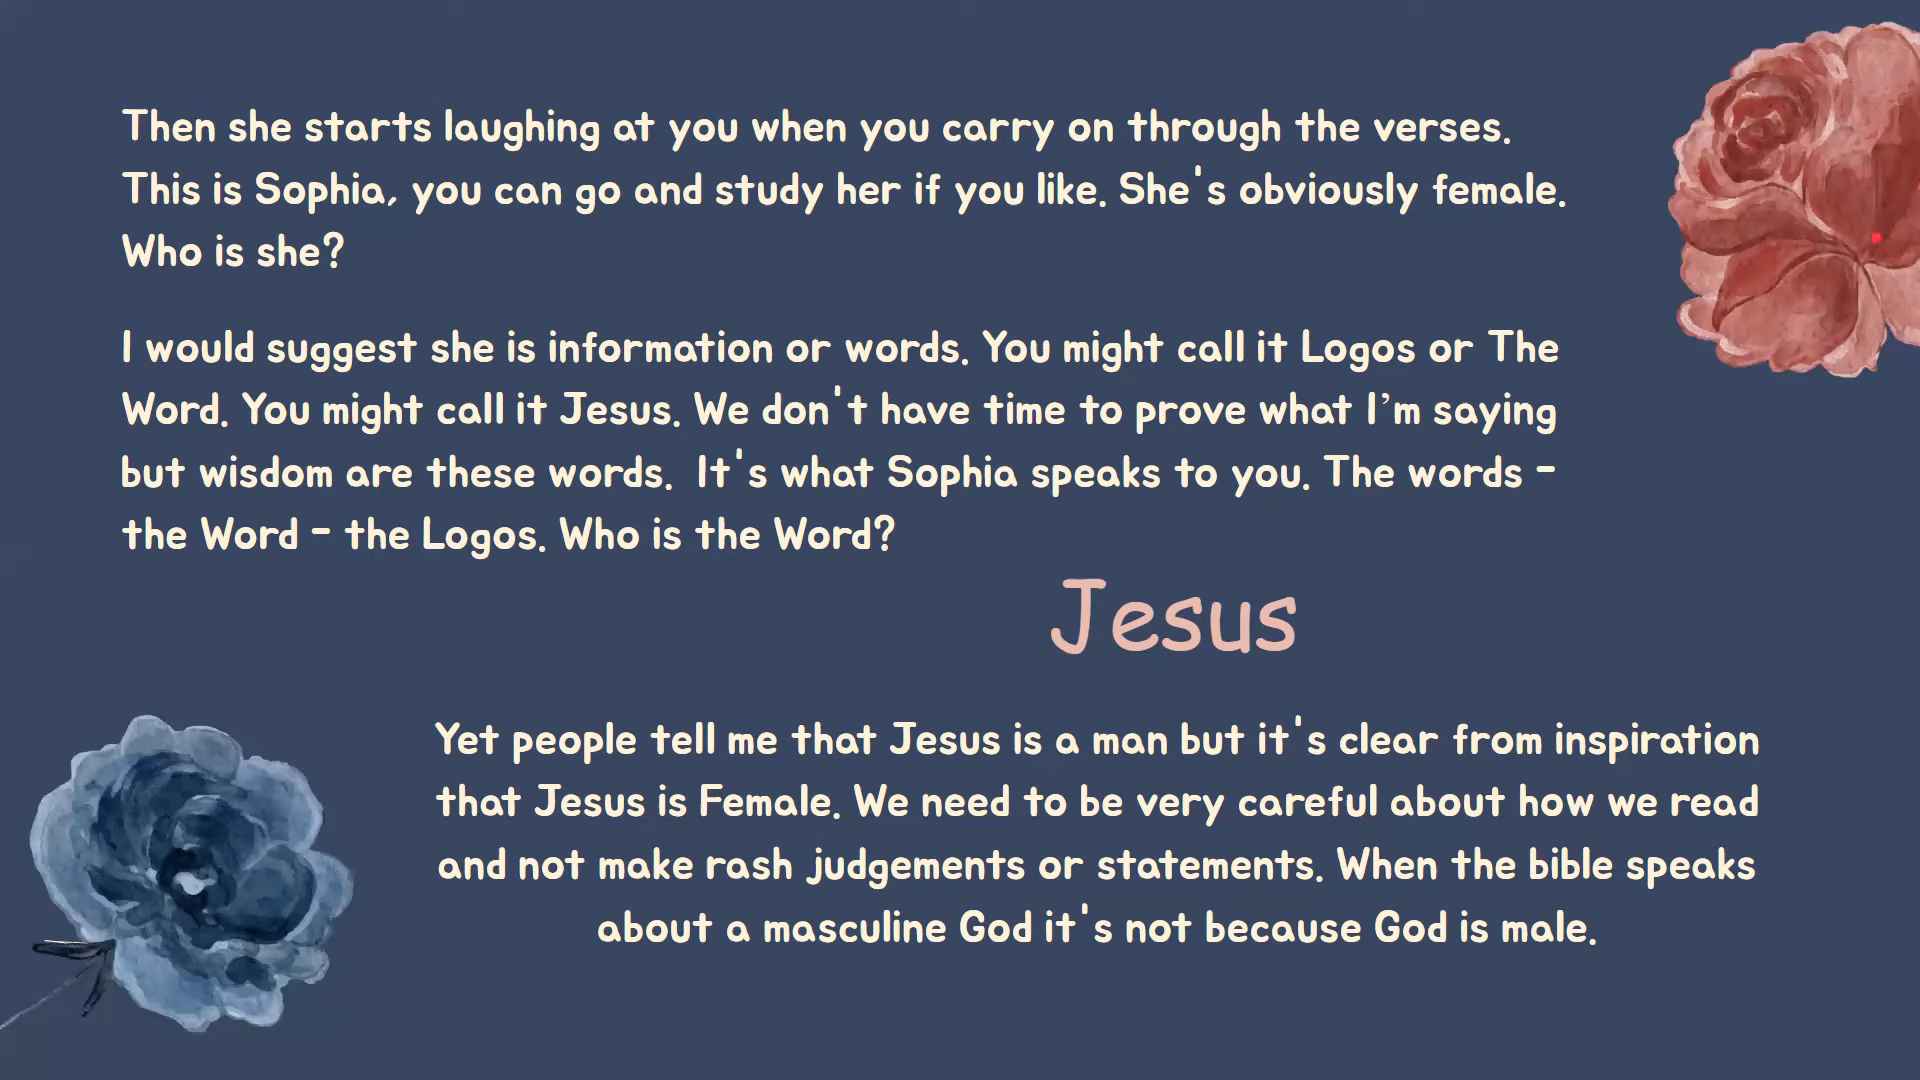 Then she starts laughing at you when you carry on through the verses.
This is Sophia, you can go and study her if you like. She's obviously female.
Who is she?
I would suggest she is information or words. You might call it Logos or The
Word. You might call it Jesus. We don't have time to prove what I’m saying
but wisdom are these words.  It's what Sophia speaks to you. The words -
the Word - the Logos. Who is the Word?
Jesus
Yet people tell me that Jesus is a man but it's clear from inspiration
that Jesus is Female. We need to be very careful about how we read
and not make rash judgements or statements. When the bible speaks
about a masculine God it's not because God is male.